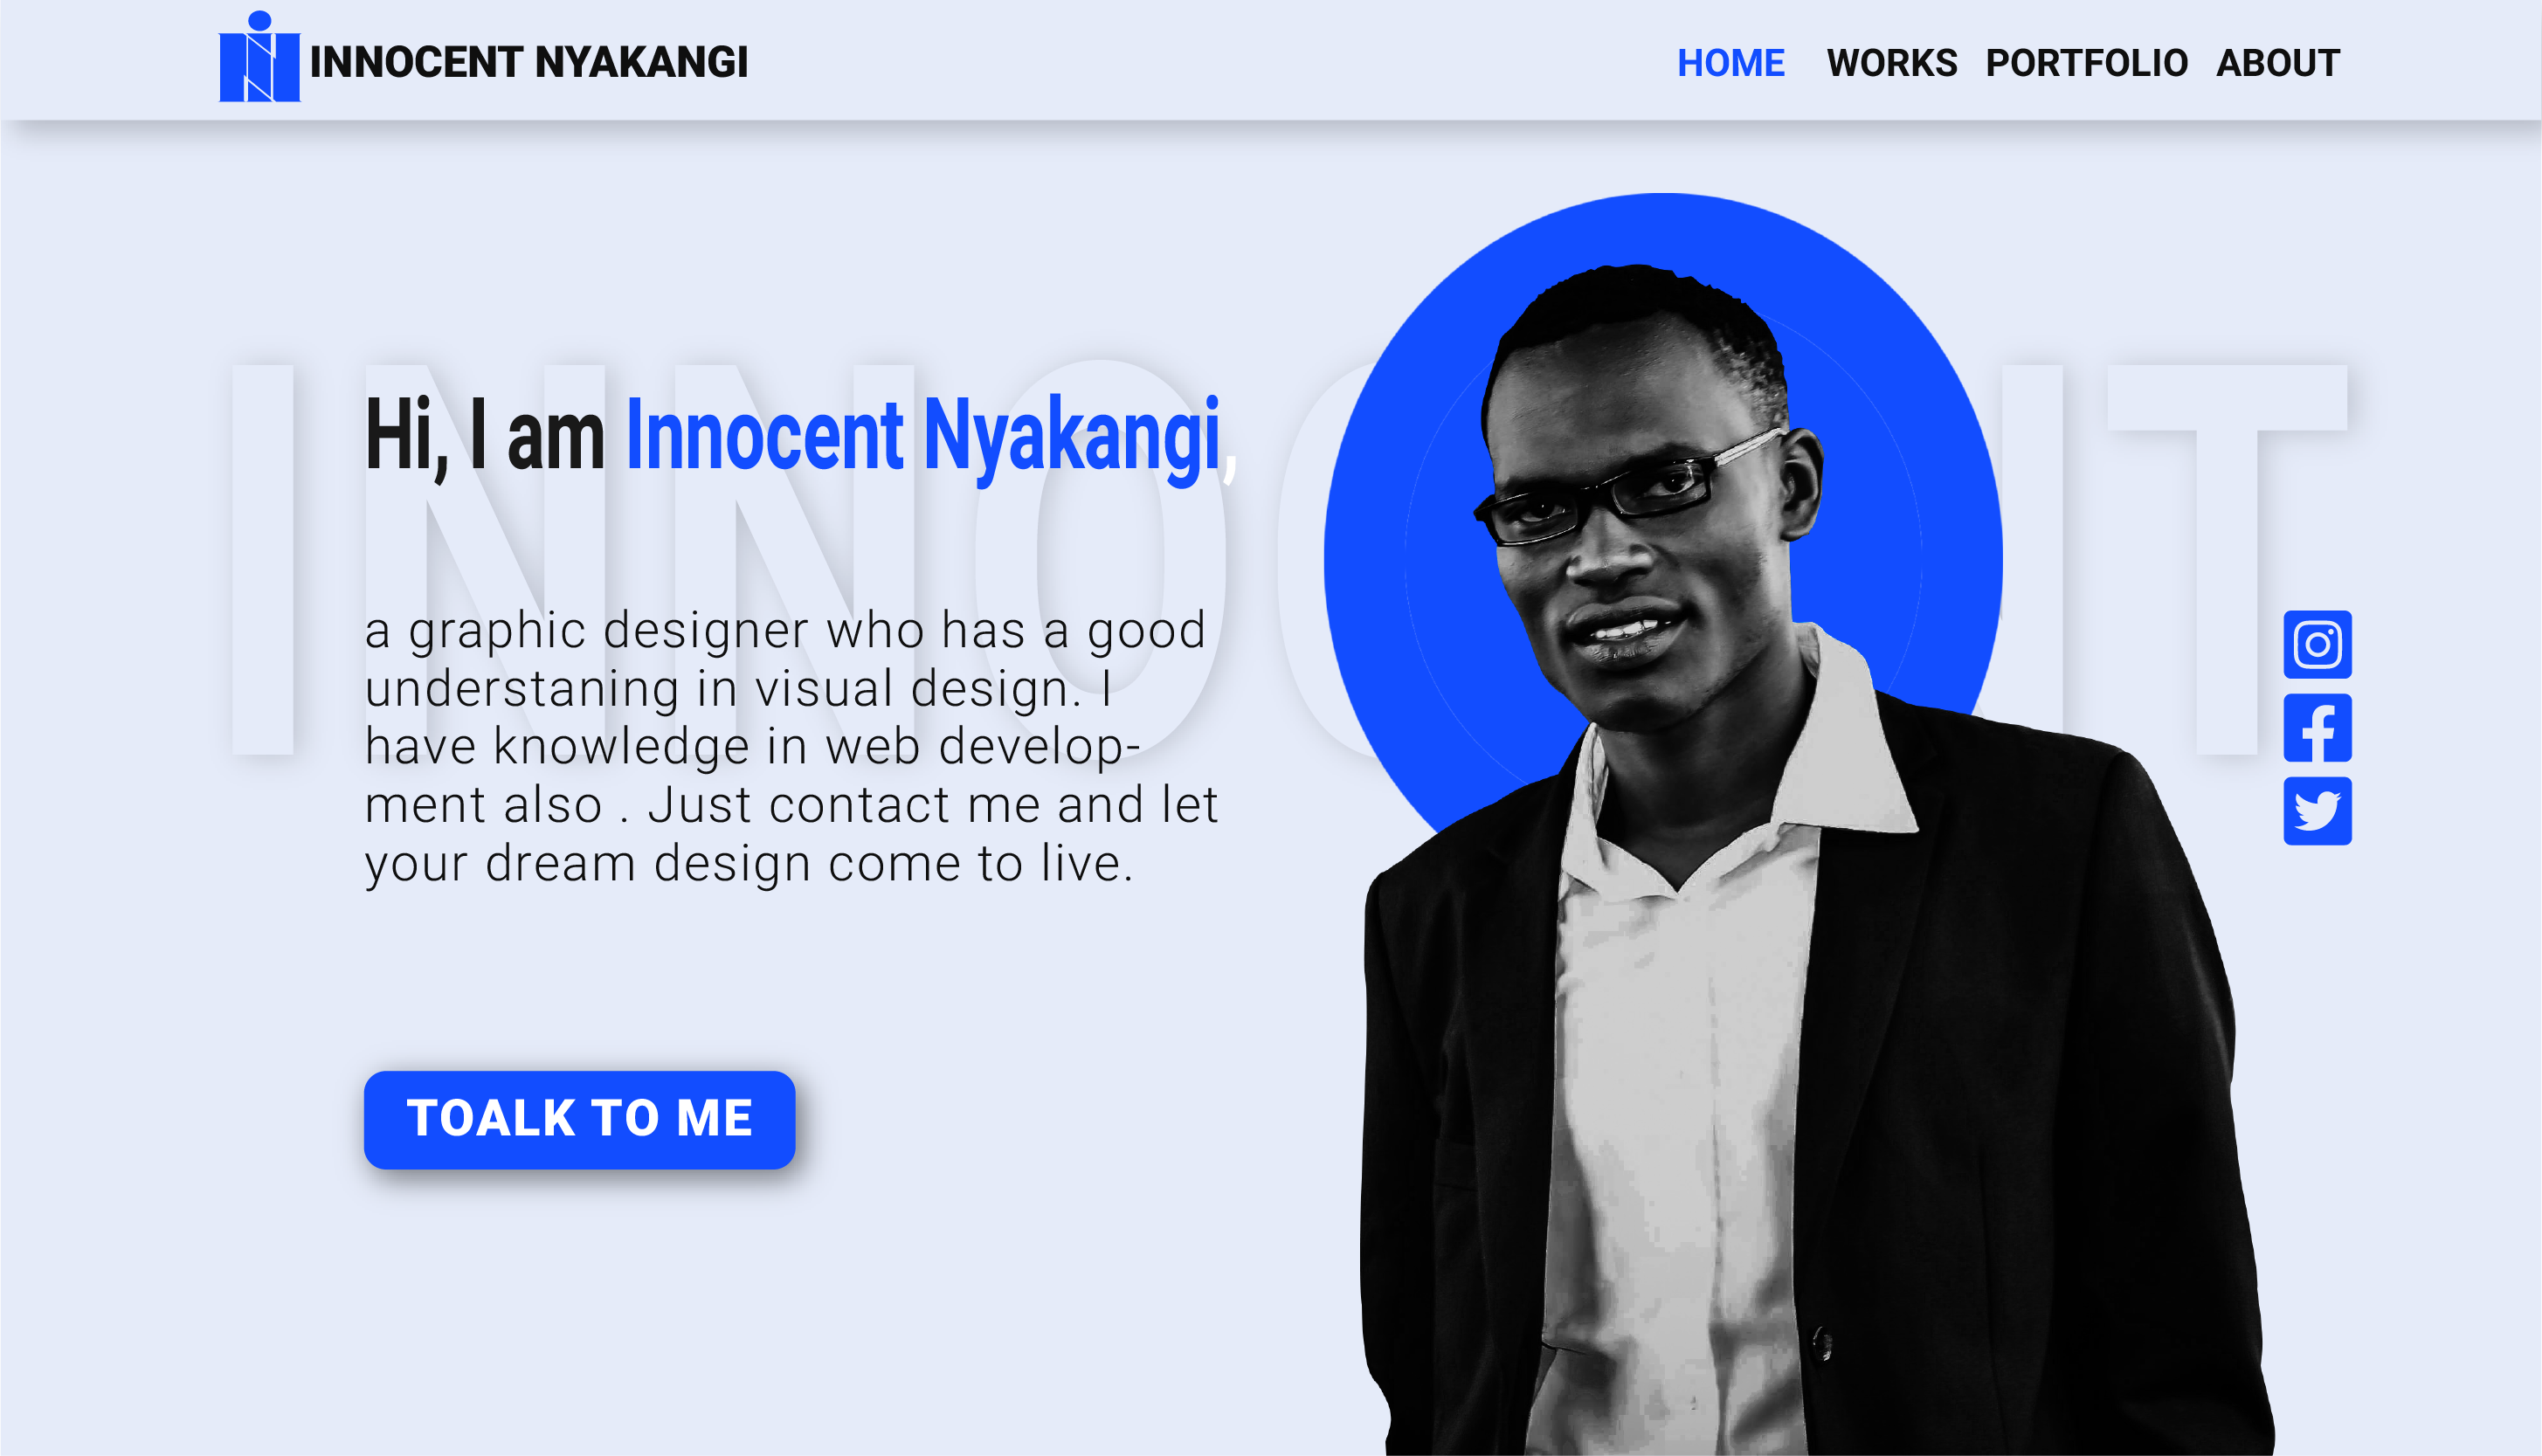 INNOCENT NYAKANGI
HOME WORKS PORTFOLIO ABOUT
Hi, I am Innocent Nyakangi,
a graphic designer who has a good
understaning in visual design. I
have knowledge in web develop-
ment also . Just contact me and let
your dream design come to live.
TOALK TO ME